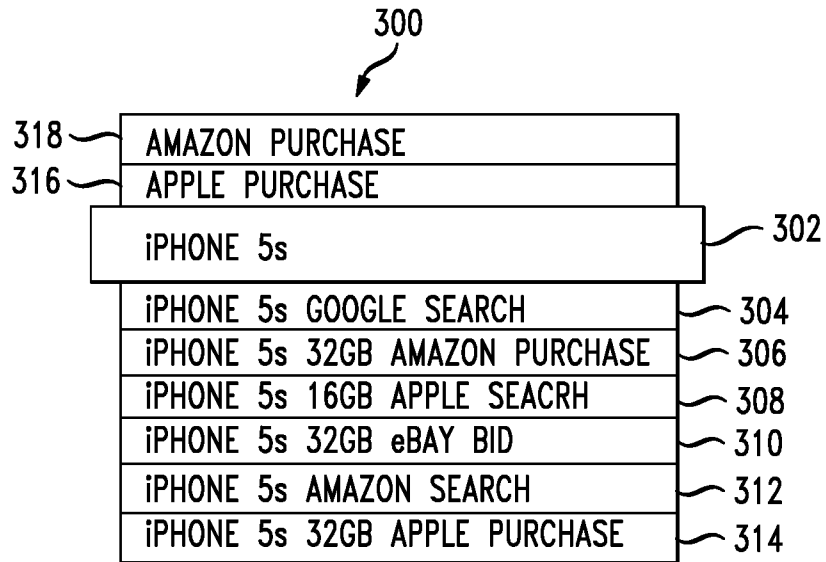 300
318 AMAZON PURCHASE
316 APPLE PURCHASE
iPHONE 5s 302
iPHONE 5s GOOGLE SEARCH 304
iPHONE 5s 32GB AMAZON PURCHASE 306
iPHONE 5s 16GB APPLE SEACRH 308
iPHONE 5s 32GB eBAY BID 310
iPHONE 5s AMAZON SEARCH 312
iPHONE 5s 32GB APPLE PURCHASE 314